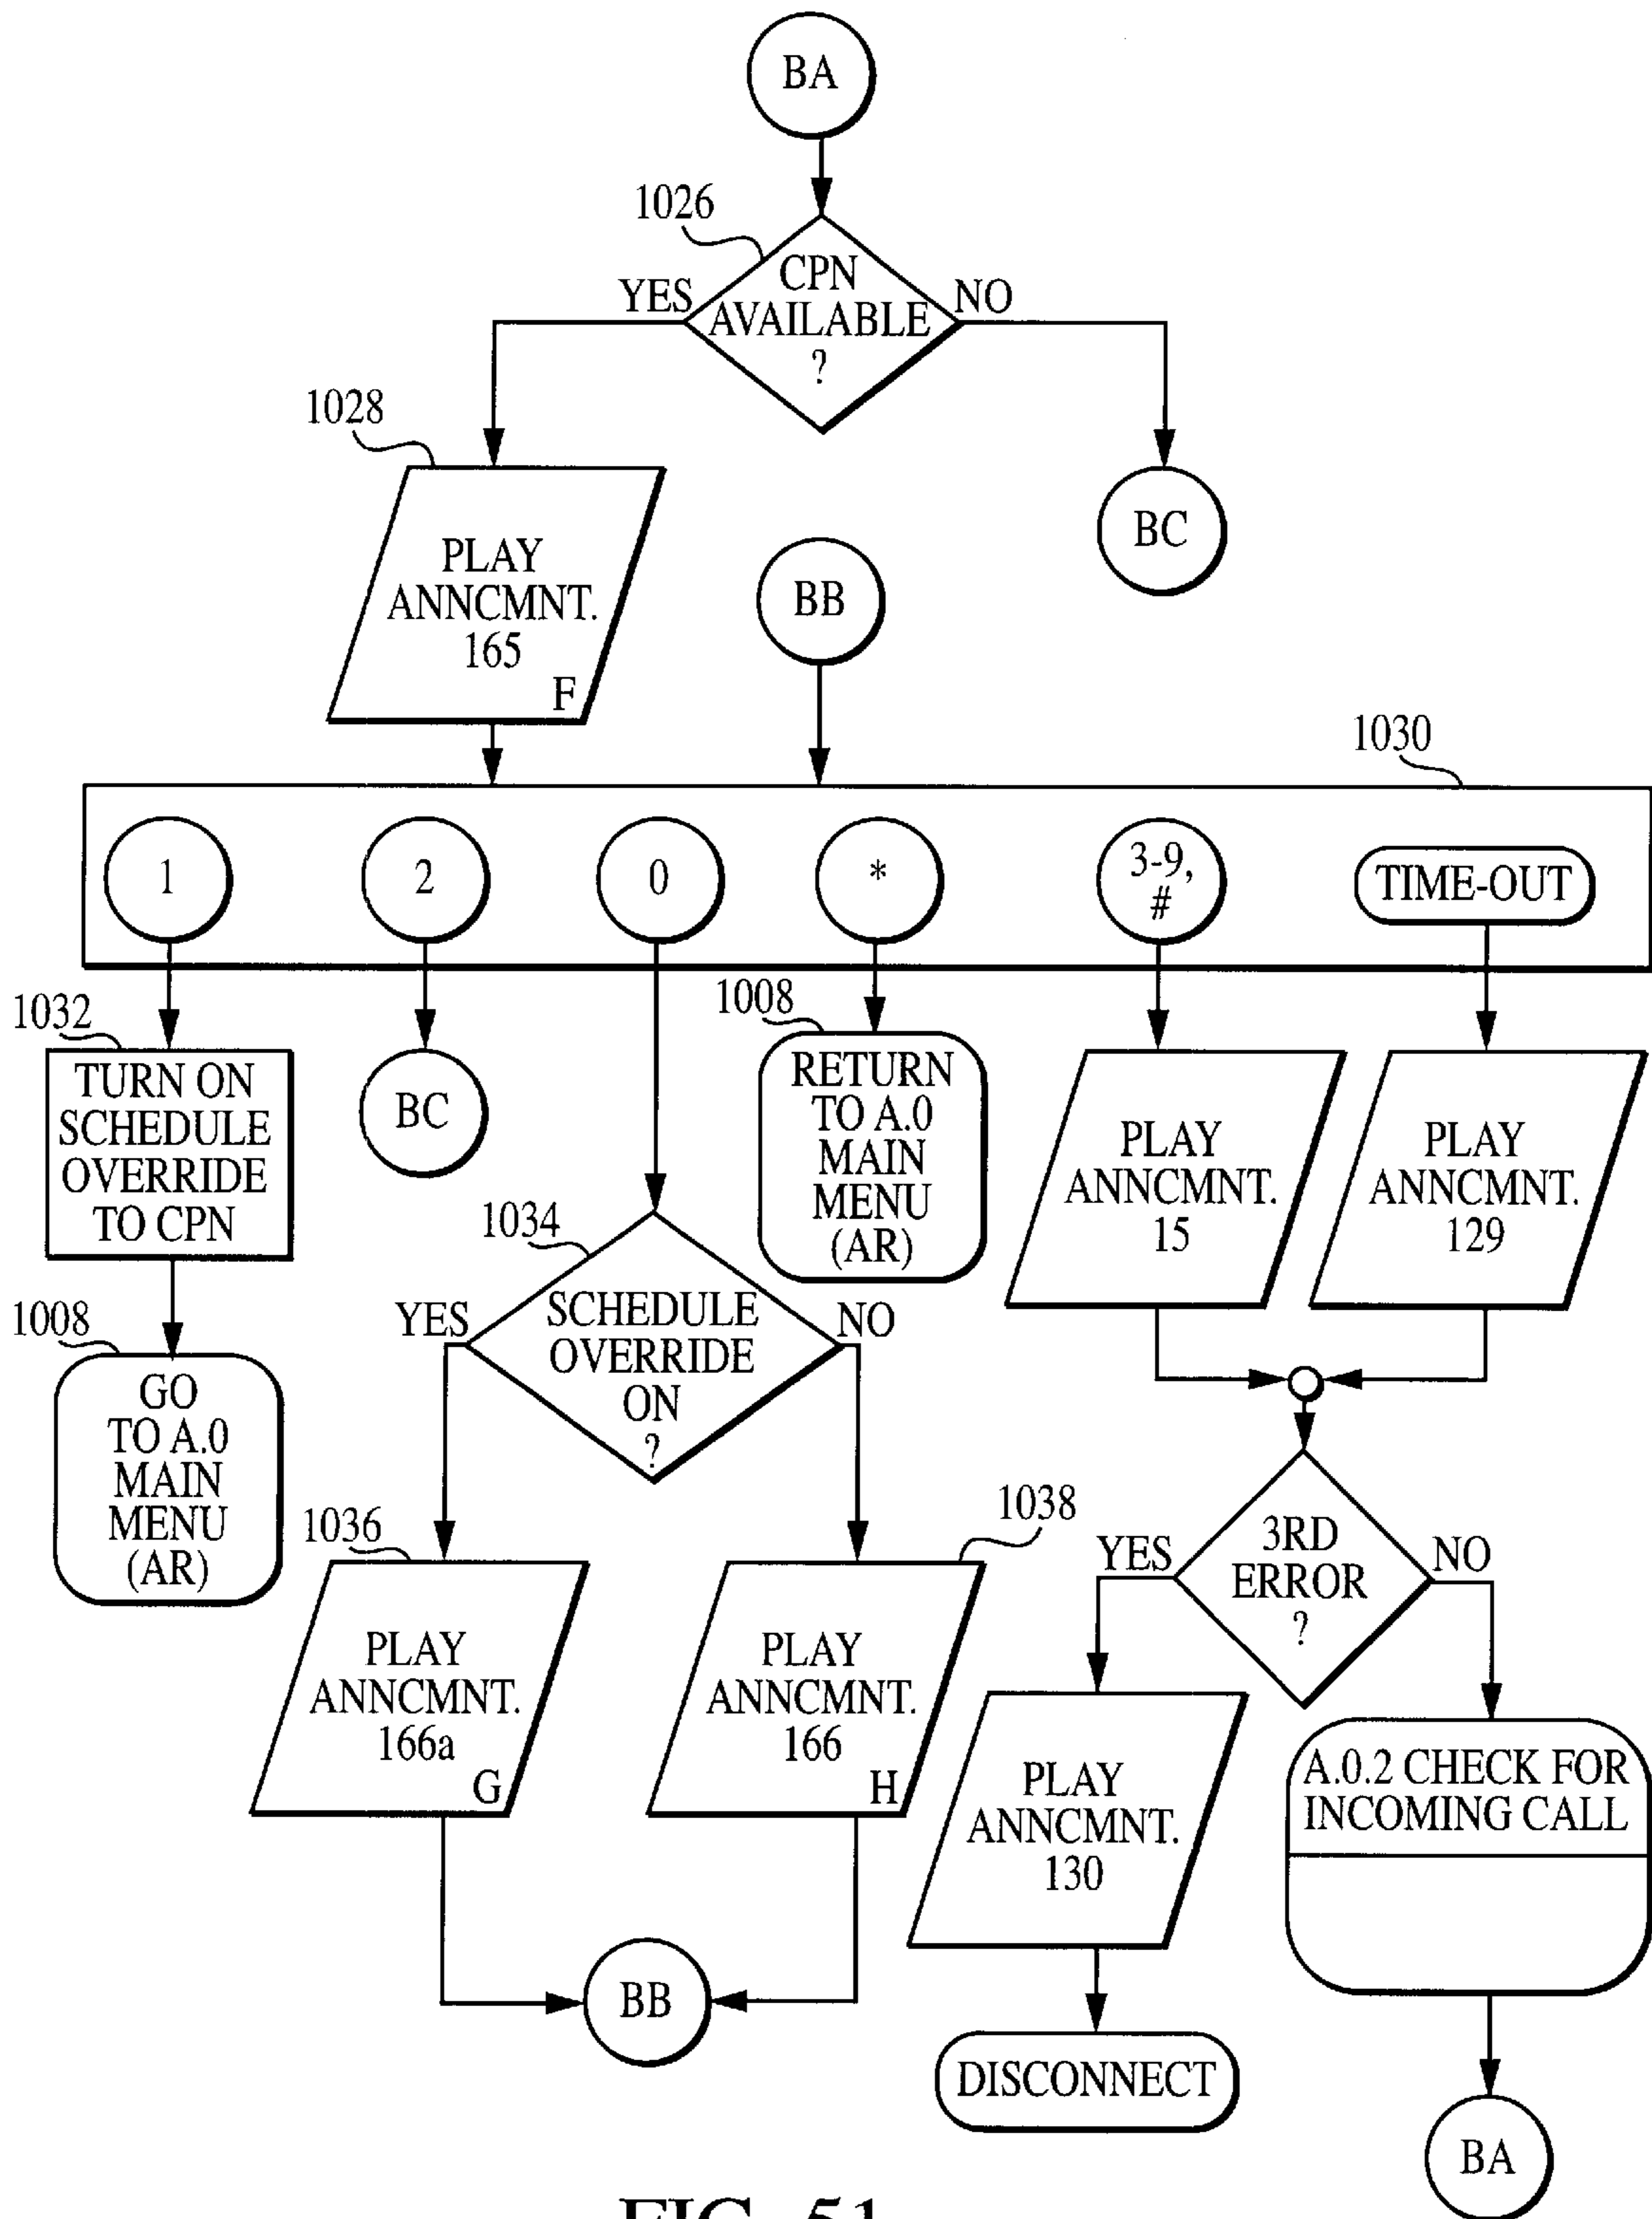 BA
1026
CPN
AVAILABLE
?
YES
NO
1028
PLAY
ANNCMNT.
165
F
BC
BB
1030
1
2
0
*
3-9,
#
TIME-OUT
1032
TURN ON
SCHEDULE
OVERRIDE
TO CPN
BC
1008
RETURN
TO A.0
MAIN
MENU
(AR)
PLAY
ANNCMNT.
15
PLAY
ANNCMNT.
129
1034
SCHEDULE
OVERRIDE
ON
?
YES
NO
1008
GO
TO A.0
MAIN
MENU
(AR)
3RD
ERROR
?
YES
NO
1036
PLAY
ANNCMNT.
166a
G
1038
PLAY
ANNCMNT.
166
H
PLAY
ANNCMNT.
130
A.0.2 CHECK FOR
INCOMING CALL
BB
DISCONNECT
BA
FIG. 51